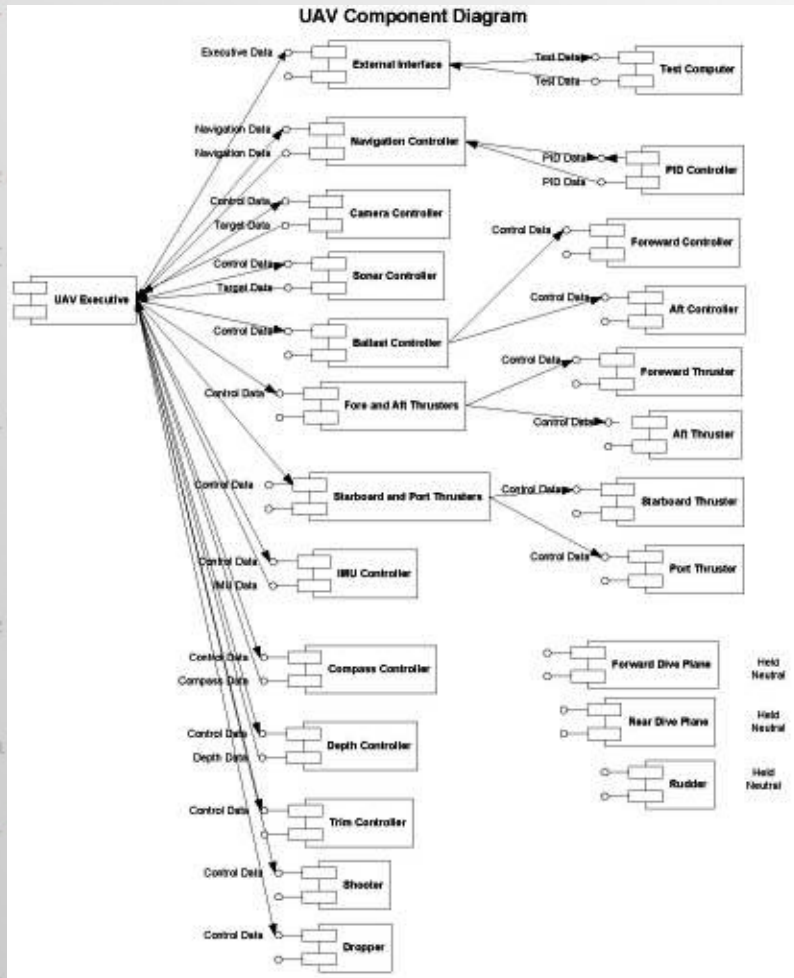 UAV Component Diagram
Executive Data
External Interface
Test Data
Test Data
Test Computer
Navigation Data
Navigation Data
Navigation Controller
PID Data
PID Data
PID Controller
Control Data
Target Data
Camera Controller
Control Data
Foreward Controller
Control Data
Target Data
Sonar Controller
UAV Executive
Control Data
Aft Controller
Control Data
Ballast Controller
Control Data
Foreward Thruster
Control Data
Fore and Aft Thrusters
Control Data
Aft Thruster
Control Data
Starboard and Port Thrusters
Control Data
Starboard Thruster
Control Data
Port Thruster
Control Data
IMU Data
IMU Controller
Control Data
Compass Data
Compass Controller
Forward Dive Plane
Held
Neutral
Rear Dive Plane
Held
Neutral
Control Data
Depth Data
Depth Controller
Rudder
Held
Neutral
Control Data
Trim Controller
Control Data
Shooter
Control Data
Dropper